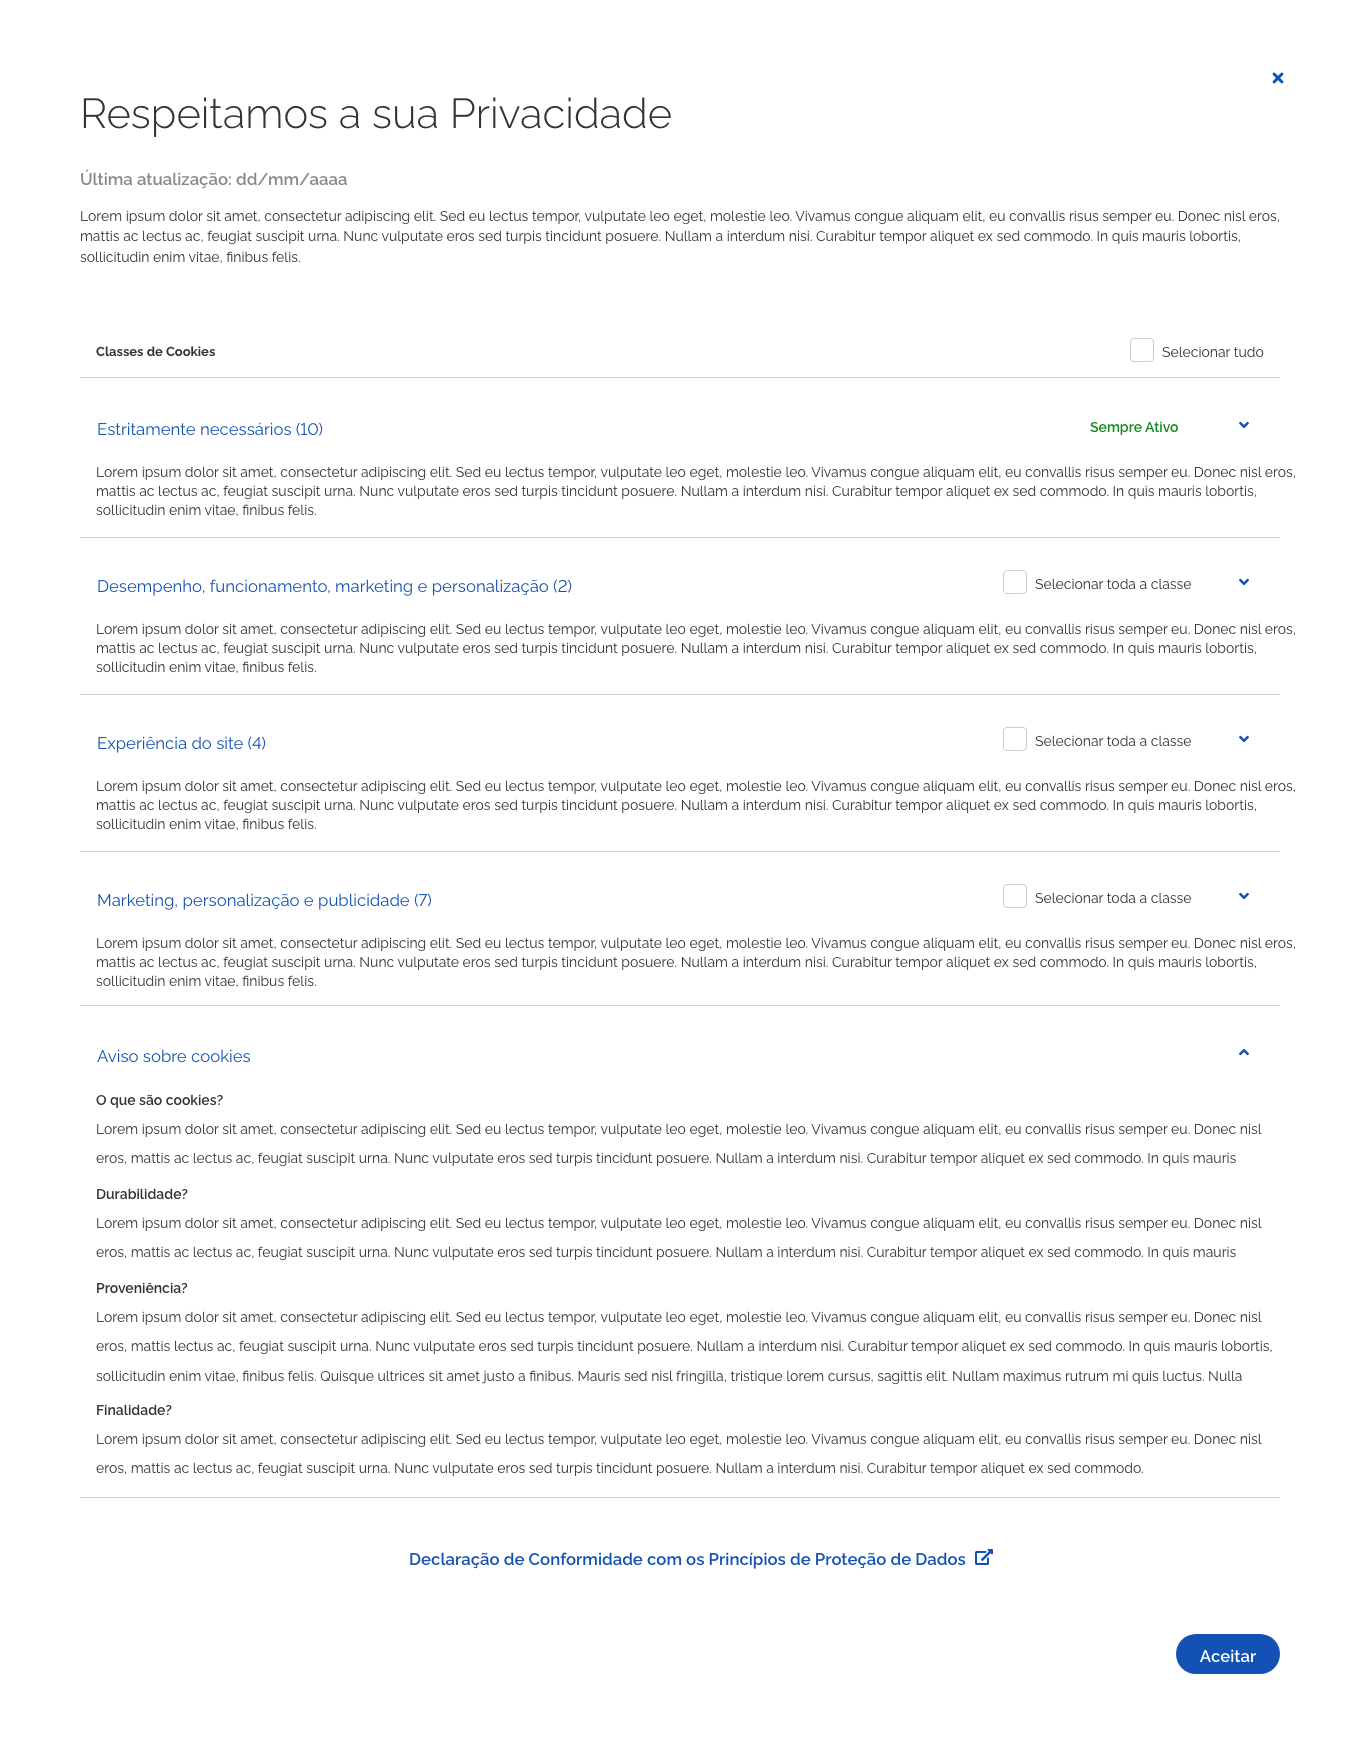 Respeitamos a sua Privacidade
Última atualização: dd/mm/aaaa
Lorem ipsum dolor sit amet, consectetur adipiscing elit. Sed eu lectus tempor, vulputate leo eget, molestie leo. Vivamus congue aliquam elit, eu convallis risus semper eu. Donec nisl eros,
mattis ac lectus ac, feugiat suscipit urna. Nunc vulputate eros sed turpis tincidunt posuere. Nullam a interdum nisi. Curabitur tempor aliquet ex sed commodo. In quis mauris lobortis,
sollicitudin enim vitae, finibus felis.
Classes de Cookies
Selecionar tudo
Estritamente necessários (10)
Sempre Ativo
Lorem ipsum dolor sit amet, consectetur adipiscing elit. Sed eu lectus tempor, vulputate leo eget, molestie leo. Vivamus congue aliquam elit, eu convallis risus semper eu. Donec nisl eros,
mattis ac lectus ac, feugiat suscipit urna. Nunc vulputate eros sed turpis tincidunt posuere. Nullam a interdum nisi. Curabitur tempor aliquet ex sed commodo. In quis mauris lobortis,
sollicitudin enim vitae, finibus felis.
Desempenho, funcionamento, marketing e personalização (2)
Selecionar toda a classe
Lorem ipsum dolor sit amet, consectetur adipiscing elit. Sed eu lectus tempor, vulputate leo eget, molestie leo. Vivamus congue aliquam elit, eu convallis risus semper eu. Donec nisl eros,
mattis ac lectus ac, feugiat suscipit urna. Nunc vulputate eros sed turpis tincidunt posuere. Nullam a interdum nisi. Curabitur tempor aliquet ex sed commodo. In quis mauris lobortis,
sollicitudin enim vitae, finibus felis.
Experiência do site (4)
Selecionar toda a classe
Lorem ipsum dolor sit amet, consectetur adipiscing elit. Sed eu lectus tempor, vulputate leo eget, molestie leo. Vivamus congue aliquam elit, eu convallis risus semper eu. Donec nisl eros,
mattis ac lectus ac, feugiat suscipit urna. Nunc vulputate eros sed turpis tincidunt posuere. Nullam a interdum nisi. Curabitur tempor aliquet ex sed commodo. In quis mauris lobortis,
sollicitudin enim vitae, finibus felis.
Marketing, personalização e publicidade (7)
Selecionar toda a classe
Lorem ipsum dolor sit amet, consectetur adipiscing elit. Sed eu lectus tempor, vulputate leo eget, molestie leo. Vivamus congue aliquam elit, eu convallis risus semper eu. Donec nisl eros,
mattis ac lectus ac, feugiat suscipit urna. Nunc vulputate eros sed turpis tincidunt posuere. Nullam a interdum nisi. Curabitur tempor aliquet ex sed commodo. In quis mauris lobortis,
sollicitudin enim vitae, finibus felis.
Aviso sobre cookies
O que são cookies?
Lorem ipsum dolor sit amet, consectetur adipiscing elit. Sed eu lectus tempor, vulputate leo eget, molestie leo. Vivamus congue aliquam elit, eu convallis risus semper eu. Donec nisl
eros, mattis ac lectus ac, feugiat suscipit urna. Nunc vulputate eros sed turpis tincidunt posuere. Nullam a interdum nisi. Curabitur tempor aliquet ex sed commodo. In quis mauris
Durabilidade?
Lorem ipsum dolor sit amet, consectetur adipiscing elit. Sed eu lectus tempor, vulputate leo eget, molestie leo. Vivamus congue aliquam elit, eu convallis risus semper eu. Donec nisl
eros, mattis ac lectus ac, feugiat suscipit urna. Nunc vulputate eros sed turpis tincidunt posuere. Nullam a interdum nisi. Curabitur tempor aliquet ex sed commodo. In quis mauris
Proveniência?
Lorem ipsum dolor sit amet, consectetur adipiscing elit. Sed eu lectus tempor, vulputate leo eget, molestie leo. Vivamus congue aliquam elit, eu convallis risus semper eu. Donec nisl
eros, mattis lectus ac, feugiat suscipit urna. Nunc vulputate eros sed turpis tincidunt posuere. Nullam a interdum nisi. Curabitur tempor aliquet ex sed commodo. In quis mauris lobortis,
sollicitudin enim vitae, finibus felis. Quisque ultrices sit amet justo a finibus. Mauris sed nisl fringilla, tristique lorem cursus, sagittis elit. Nullam maximus rutrum mi quis luctus. Nulla
Finalidade?
Lorem ipsum dolor sit amet, consectetur adipiscing elit. Sed eu lectus tempor, vulputate leo eget, molestie leo. Vivamus congue aliquam elit, eu convallis risus semper eu. Donec nisl
eros, mattis ac lectus ac, feugiat suscipit urna. Nunc vulputate eros sed turpis tincidunt posuere. Nullam a interdum nisi. Curabitur tempor aliquet ex sed commodo.
Declaração de Conformidade com os Princípios de Proteção de Dados
Aceitar